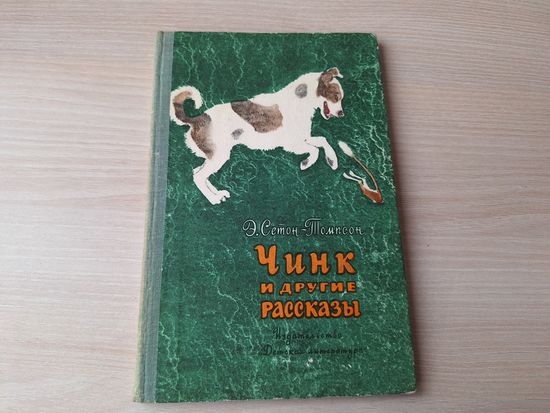 Э. Сетон-Томпсон
Чинк
и другие
рассказы
Издательство
Детская литература